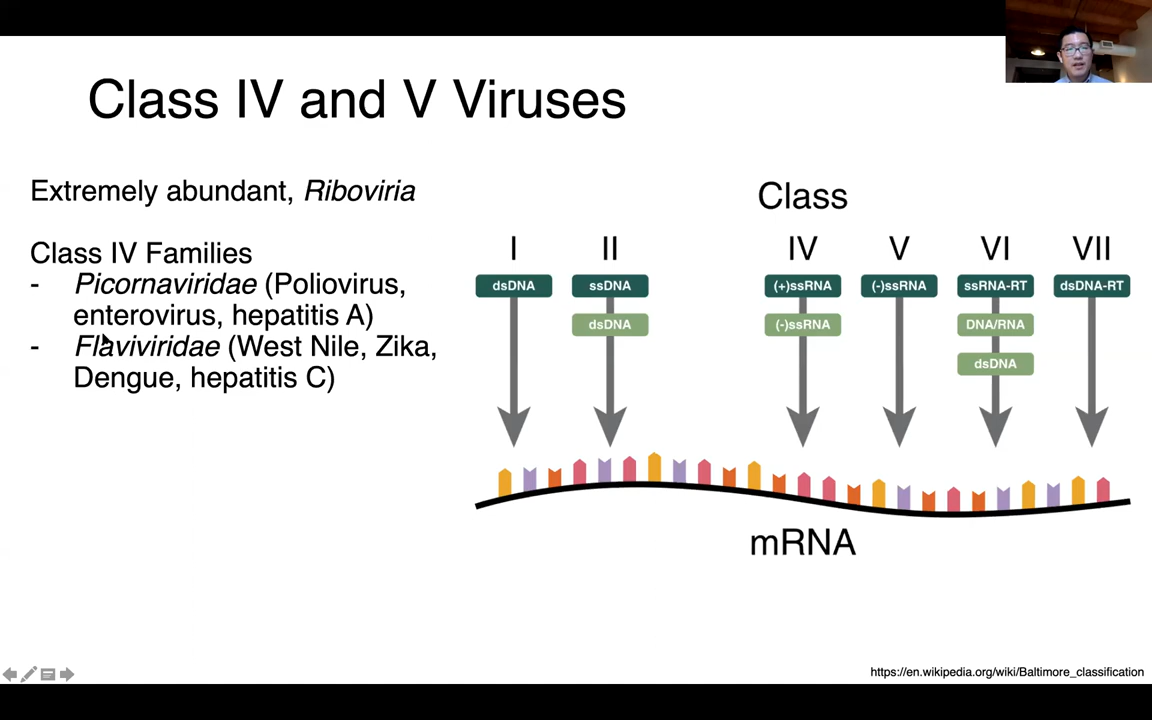 Class IV and V Viruses
Extremely abundant, Riboviria
Class IV Families
- Picornaviridae (Poliovirus,
enterovirus, hepatitis A)
- Flaviviridae (West Nile, Zika,
Dengue, hepatitis C)
Class
I II IV V VI VII
dsDNA ssDNA (+)ssRNA (-)ssRNA ssRNA-RT dsDNA-RT
dsDNA (-)ssRNA DNA/RNA
dsDNA
mRNA
https://en.wikipedia.org/wiki/Baltimore_classification